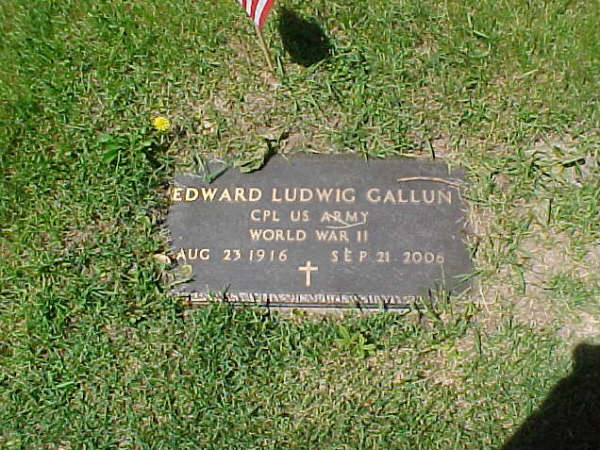 EDWARD LUDWIG GALLUN
CPL US ARMY
WORLD WAR II
AUG 23 1916 SEP 21 2006